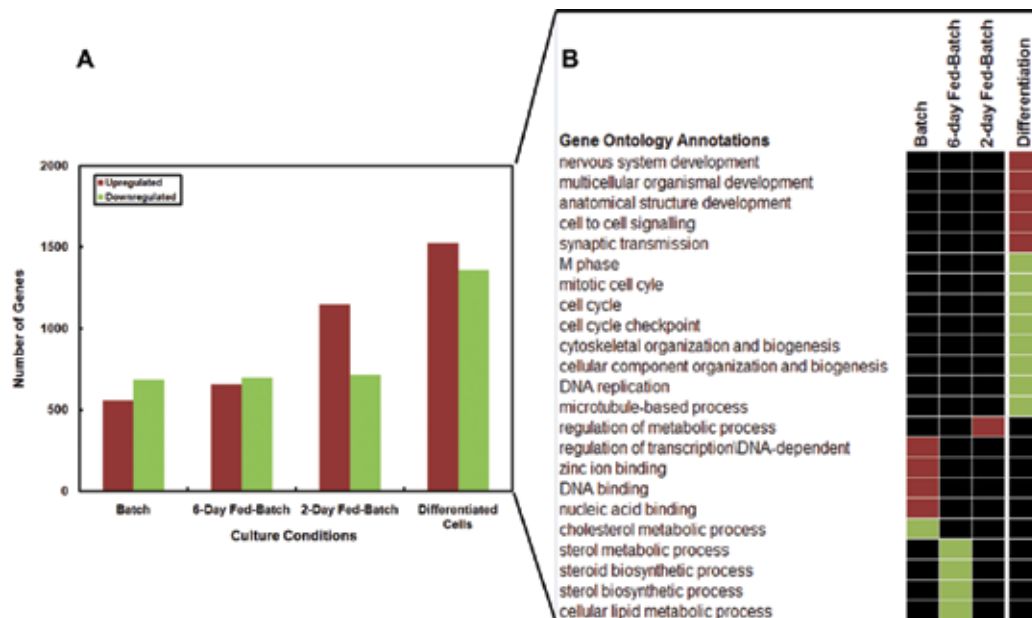 A
2000
1500
1000
500
0
Number of Genes
Upregulated
Downregulated
Batch
6-Day Fed-Batch
2-Day Fed-Batch
Differentiated
Cells
Culture Conditions
B
Batch
6-day Fed-Batch
2-day Fed-Batch
Differentiation
Gene Ontology Annotations
nervous system development
multicellular organismal development
anatomical structure development
cell to cell signalling
synaptic transmission
M phase
mitotic cell cyle
cell cycle
cell cycle checkpoint
cytoskeletal organization and biogenesis
cellular component organization and biogenesis
DNA replication
microtubule-based process
regulation of metabolic process
regulation of transcription\DNA-dependent
zinc ion binding
DNA binding
nucleic acid binding
cholesterol metabolic process
sterol metabolic process
steroid biosynthetic process
sterol biosynthetic process
cellular lipid metabolic process